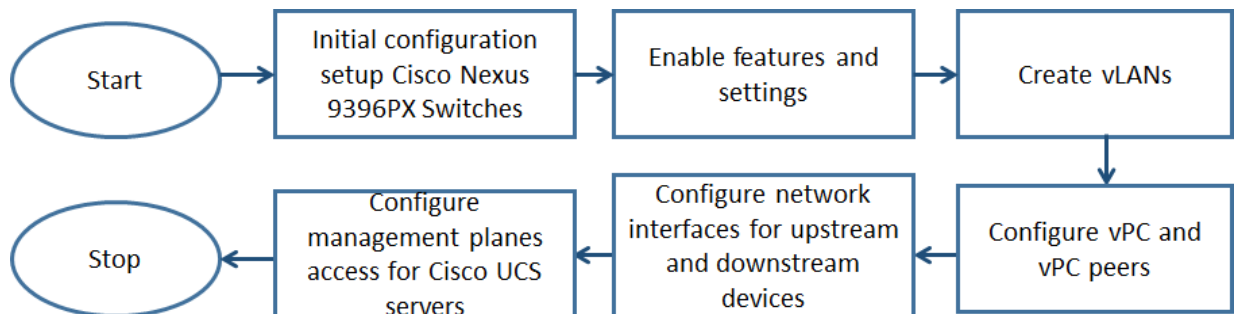 Start
Initial configuration
setup Cisco Nexus
9396PX Switches
Enable features and
settings
Create vLANs
Configure vPC and
vPC peers
Configure network
interfaces for upstream
and downstream
devices
Configure
management planes
access for Cisco UCS
servers
Stop